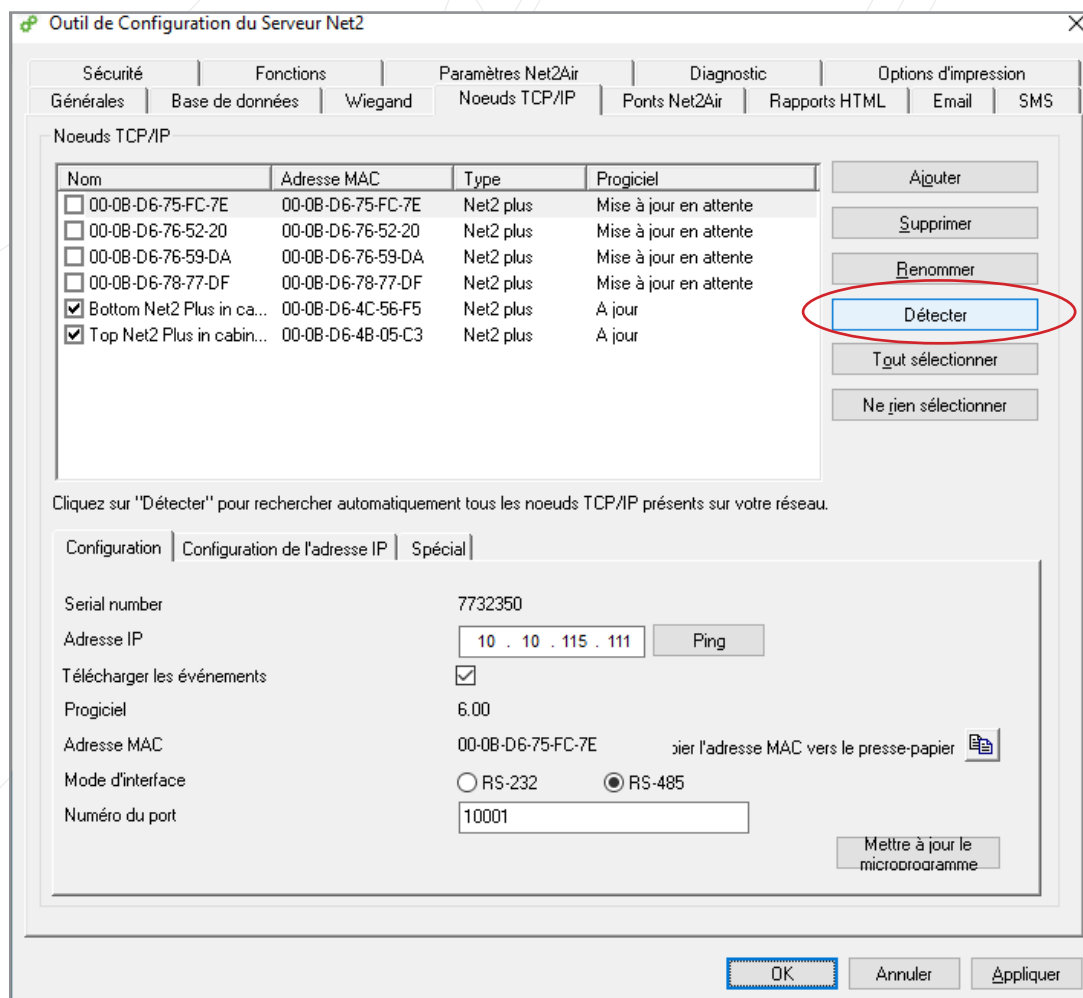 Outil de Configuration du Serveur Net2
Sécurité Fonctions Paramètres Net2Air Diagnostic Options d'impression
Générales Base de données Wiegand Noeuds TCP/IP Ponts Net2Air Rapports HTML Email SMS
Noeuds TCP/IP
Nom Adresse MAC Type Progiciel
00-0B-D6-75-FC-7E 00-0B-D6-75-FC-7E Net2 plus Mise à jour en attente
00-0B-D6-76-52-20 00-0B-D6-76-52-20 Net2 plus Mise à jour en attente
00-0B-D6-76-59-DA 00-0B-D6-76-59-DA Net2 plus Mise à jour en attente
00-0B-D6-78-77-DF 00-0B-D6-78-77-DF Net2 plus Mise à jour en attente
Bottom Net2 Plus in ca... 00-0B-D6-4C-56-F5 Net2 plus A jour
Top Net2 Plus in cabin... 00-0B-D6-4B-05-C3 Net2 plus A jour
Ajouter
Supprimer
Renommer
Détecter
Tout sélectionner
Ne rien sélectionner
Cliquez sur "Détecter" pour rechercher automatiquement tous les noeuds TCP/IP présents sur votre réseau.
Configuration Configuration de l'adresse IP Spécial
Serial number 7732350
Adresse IP 10 . 10 . 115 . 111 Ping
Télécharger les événements
Progiciel 6.00
Adresse MAC 00-0B-D6-75-FC-7E pier l'adresse MAC vers le presse-papier
Mode d'interface RS-232 RS-485
Numéro du port 10001
Mettre à jour le
microprogramme
OK Annuler Appliquer